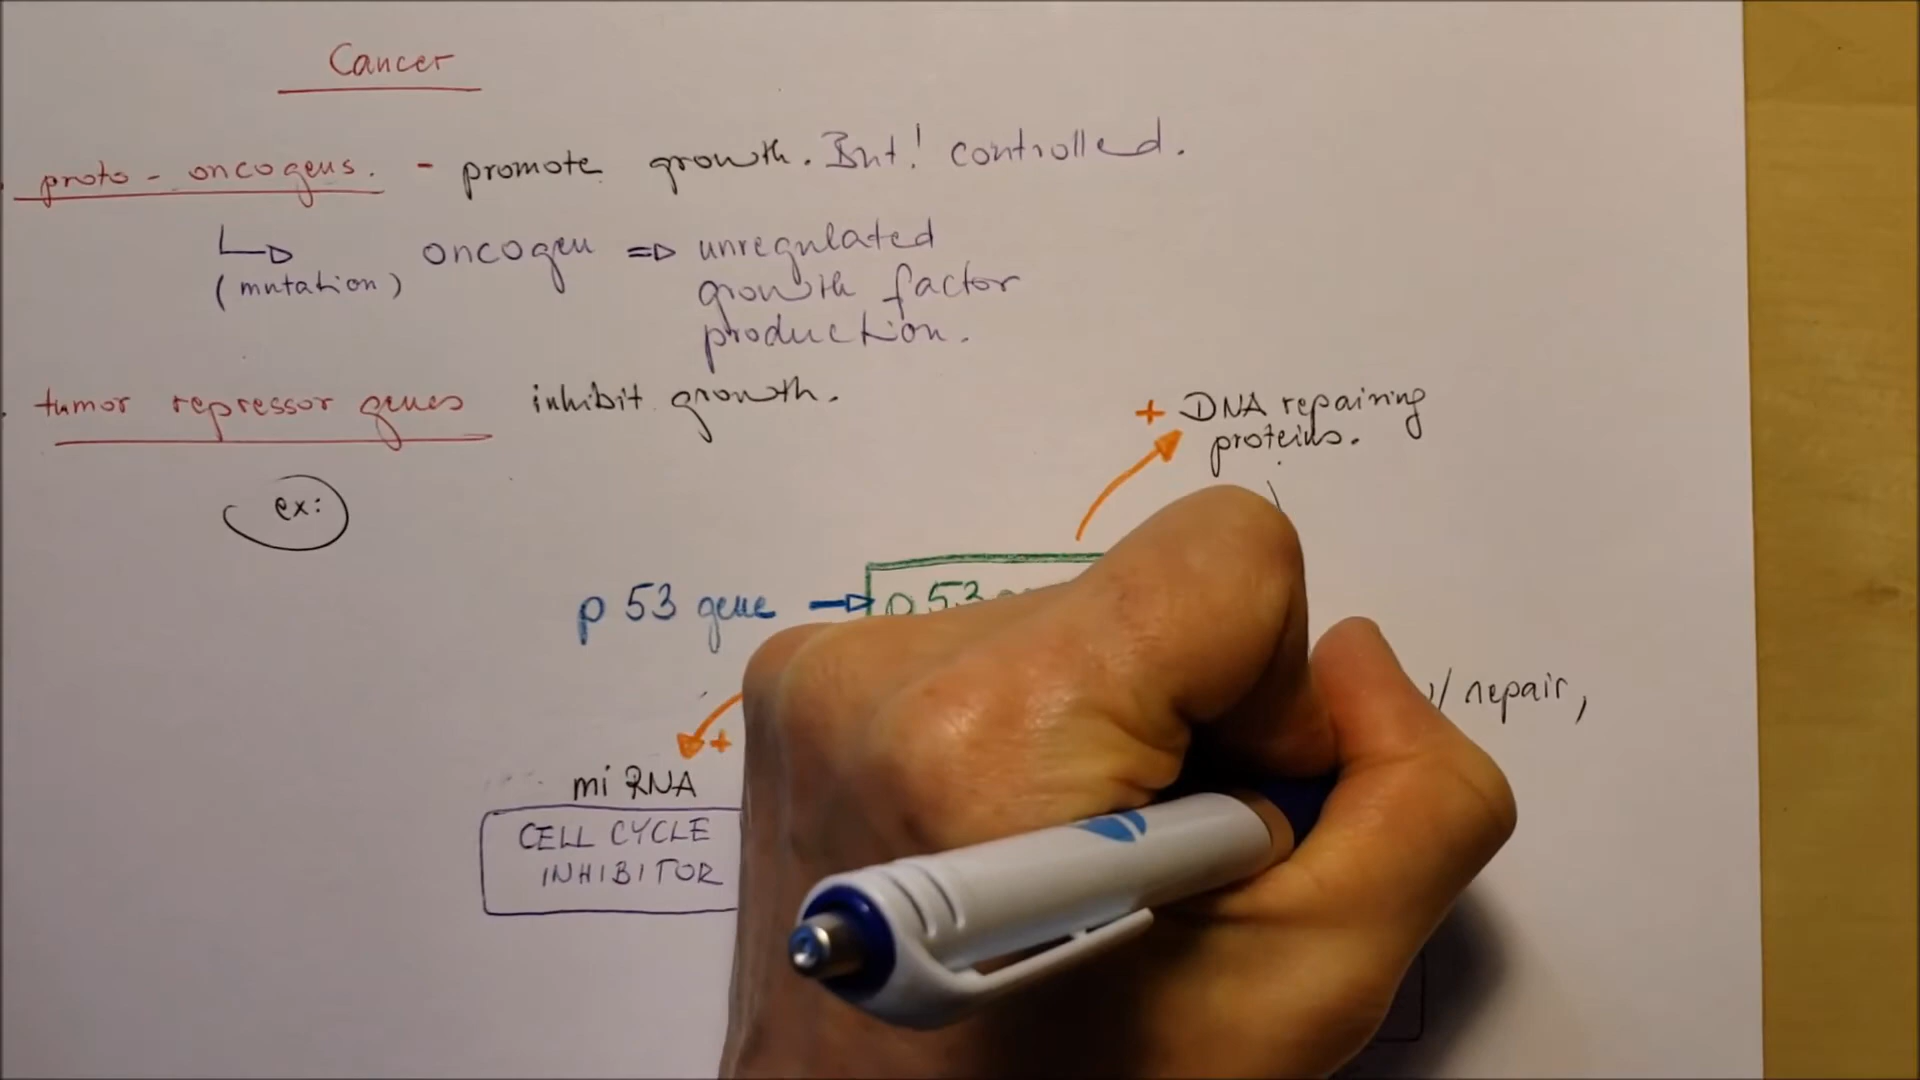 Cancer
proto - oncogens. - promote growth. But! controlled.
oncogen ⇒ unregulated
(mutation) growth factor
production.
tumor repressor genes inhibit growth.
+ DNA repairing
proteins.
ex:
p 53 gene → p 53
/ repair,
+
mi RNA
CELL CYCLE
INHIBITOR